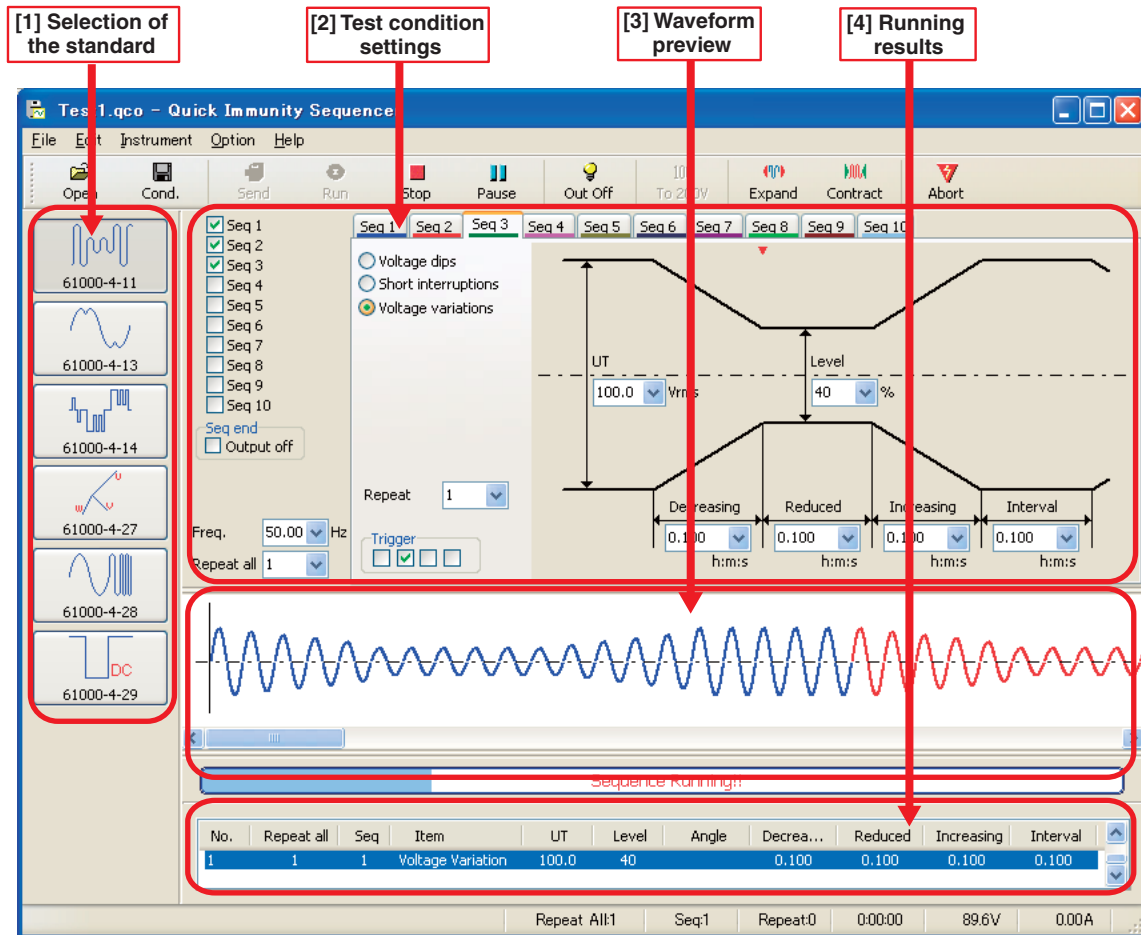 [1] Selection of
the standard
[2] Test condition
settings
[3] Waveform
preview
[4] Running
results
Test1.qco - Quick Immunity Sequence
File Edit Instrument Option Help
Open Cond. Send Run Stop Pause Out Off To 200V Expand Contract Abort
61000-4-11
61000-4-13
61000-4-14
61000-4-27
61000-4-28
DC
61000-4-29
Seq 1
Seq 2
Seq 3
Seq 4
Seq 5
Seq 6
Seq 7
Seq 8
Seq 9
Seq 10
Seq end
Output off
Freq. 50.00 Hz
Repeat all 1
Seq 1 Seq 2 Seq 3 Seq 4 Seq 5 Seq 6 Seq 7 Seq 8 Seq 9 Seq 10
Voltage dips
Short interruptions
Voltage variations
Repeat 1
Trigger
UT
100.0 Vrms
Level
40 %
Decreasing Reduced Increasing Interval
0.100 0.100 0.100 0.100
h:m:s h:m:s h:m:s h:m:s
Sequence Running!!
No. Repeat all Seq Item UT Level Angle Decrea... Reduced Increasing Interval
1 1 1 Voltage Variation 100.0 40 0.100 0.100 0.100 0.100
Repeat All:1 Seq:1 Repeat:0 0:00:00 89.6V 0.00A